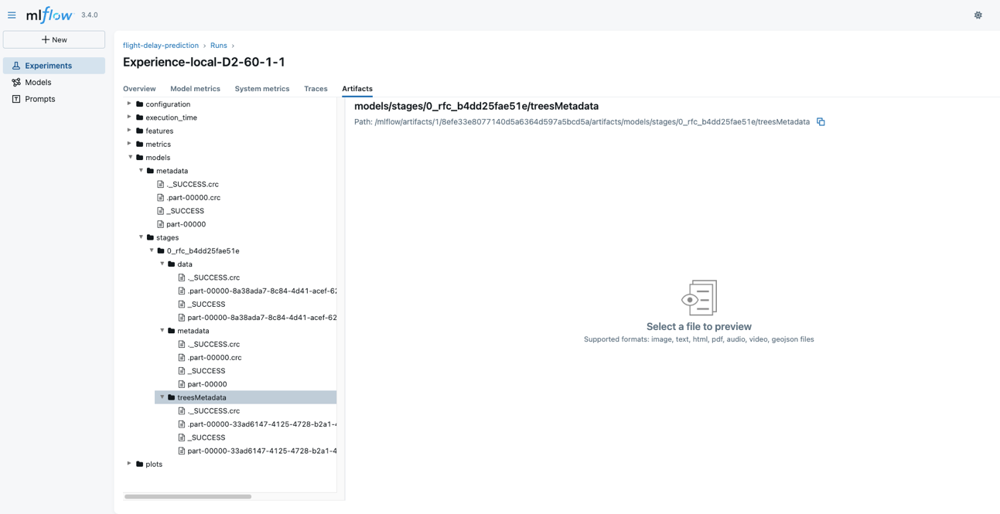 mlflow 3.4.0
New
Experiments
Models
Prompts
flight-delay-prediction › Runs ›
Experience-local-D2-60-1-1
Overview Model metrics System metrics Traces Artifacts
configuration
execution_time
features
metrics
models
metadata
._SUCCESS.crc
.part-00000.crc
_SUCCESS
part-00000
stages
0_rfc_b4dd25fae51e
data
._SUCCESS.crc
.part-00000-8a38ada7-8c84-4d41-acef-62
_SUCCESS
part-00000-8a38ada7-8c84-4d41-acef-62
metadata
._SUCCESS.crc
.part-00000.crc
_SUCCESS
part-00000
treesMetadata
._SUCCESS.crc
.part-00000-33ad6147-4125-4728-b2a1-4
_SUCCESS
part-00000-33ad6147-4125-4728-b2a1-4
plots
models/stages/0_rfc_b4dd25fae51e/treesMetadata
Path: /mlflow/artifacts/1/8efe33e8077140d5a6364d597a5bcd5a/artifacts/models/stages/0_rfc_b4dd25fae51e/treesMetadata
Select a file to preview
Supported formats: image, text, html, pdf, audio, video, geojson files